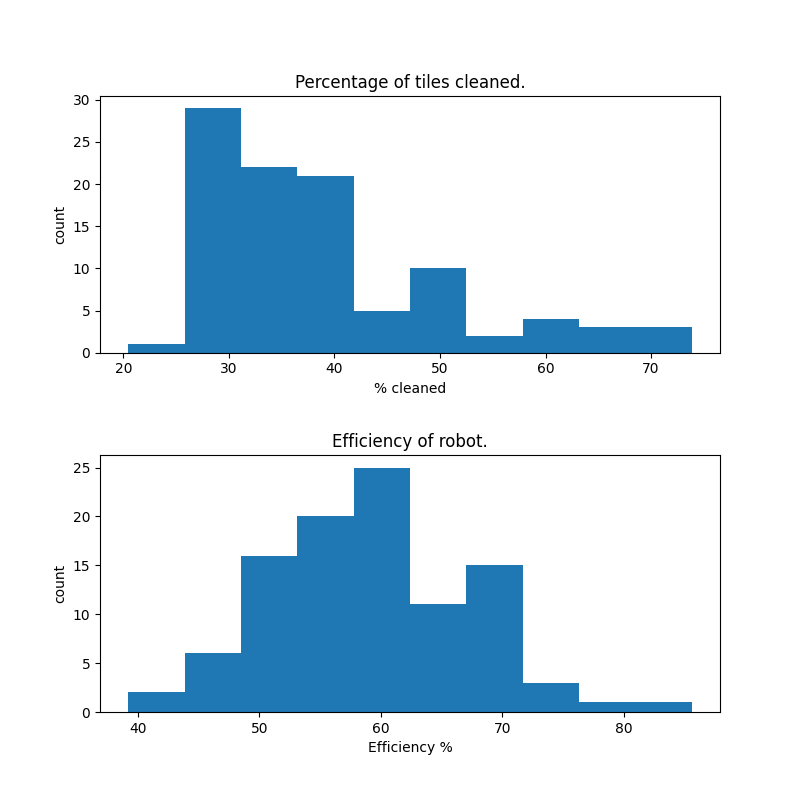 Percentage of tiles cleaned.
30
25
20
15
10
5
0
count
20 30 40 50 60 70
% cleaned
Efficiency of robot.
25
20
15
10
5
0
count
40 50 60 70 80
Efficiency %